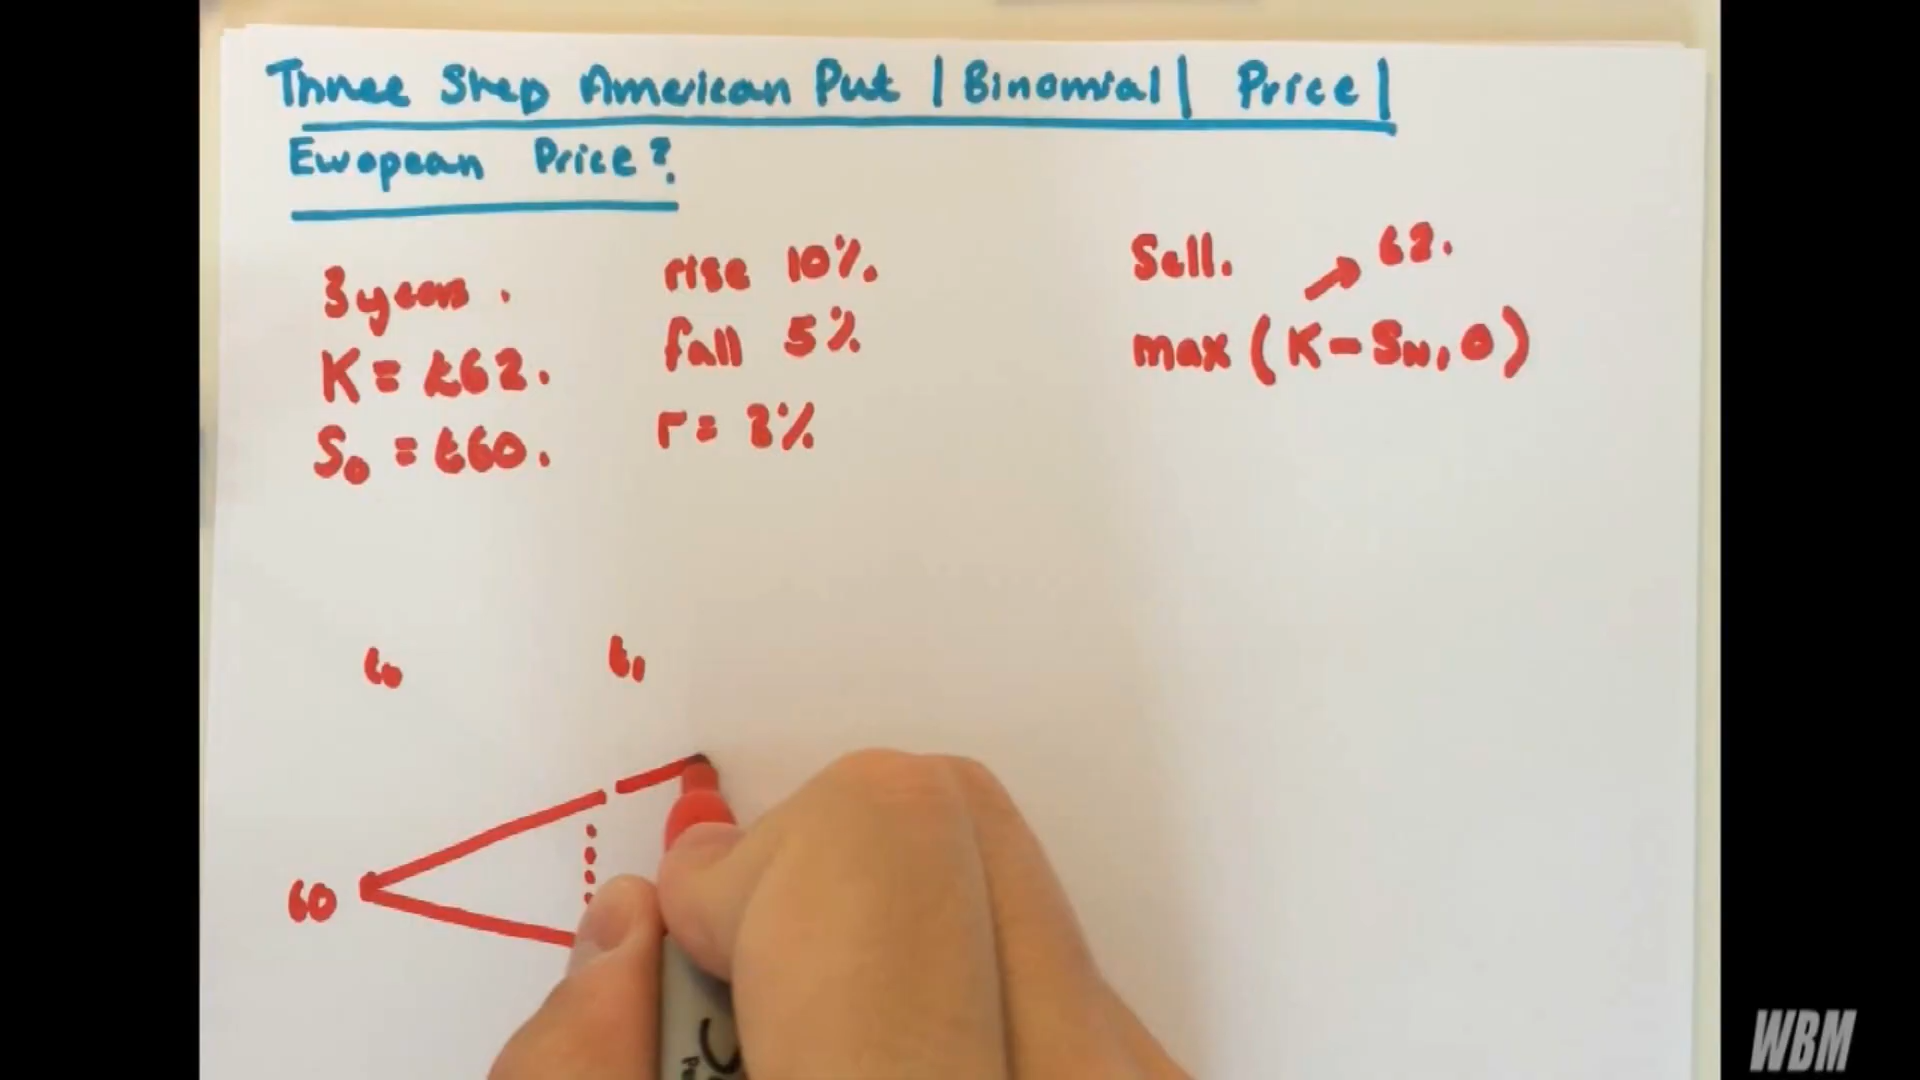 Three Step American Put | Binomial | Price |
European Price?
3 years.
K = £62.
S0 = £60.
rise 10%.
fall 5%
r = 2%
Sell.
62.
max (K-SN, 0)
t0
t1
60
WBM